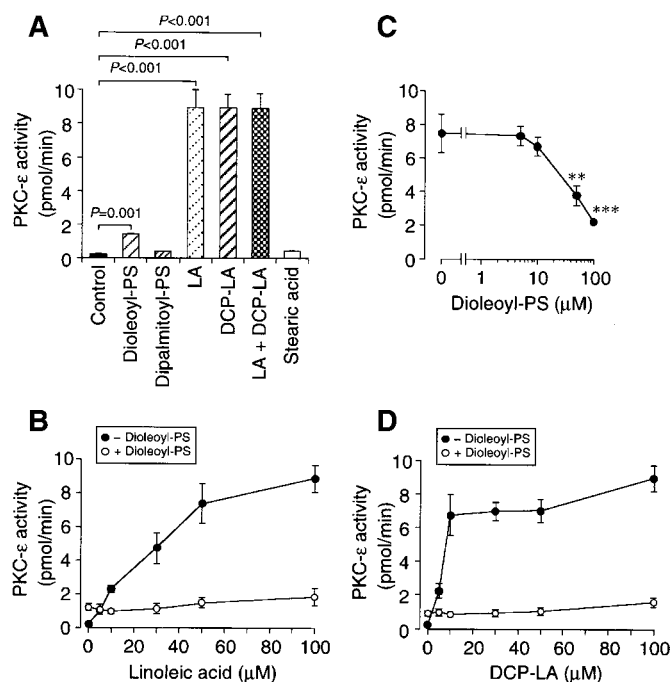 A
P<0.001
P<0.001
P<0.001
P=0.001
PKC-ε activity
(pmol/min)
10
8
6
4
2
0
Control
Dioleoyl-PS
Dipalmitoyl-PS
LA
DCP-LA
LA + DCP-LA
Stearic acid
C
PKC-ε activity
(pmol/min)
10
8
6
4
2
0
**
***
0 1 10 100
Dioleoyl-PS (μM)
B
− Dioleoyl-PS
+ Dioleoyl-PS
PKC-ε activity
(pmol/min)
10
8
6
4
2
0
0 20 40 60 80 100
Linoleic acid (μM)
D
− Dioleoyl-PS
+ Dioleoyl-PS
PKC-ε activity
(pmol/min)
10
8
6
4
2
0
0 20 40 60 80 100
DCP-LA (μM)